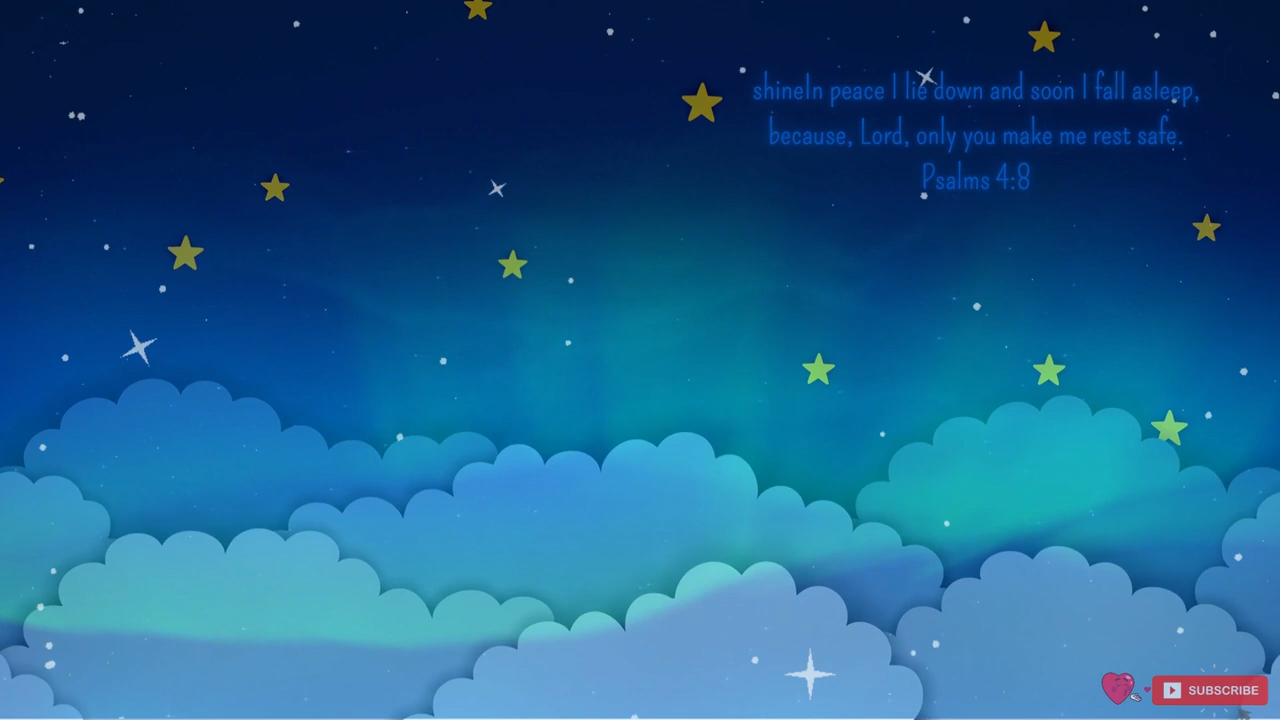 shineIn peace I lie down and soon I fall asleep,
because, Lord, only you make me rest safe.
Psalms 4:8
SUBSCRIBE